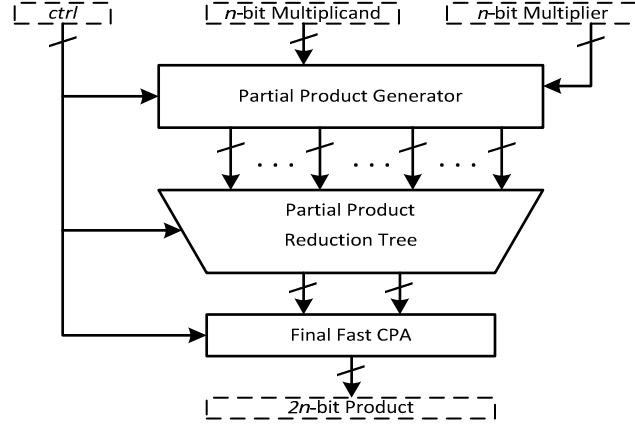 ctrl
n-bit Multiplicand
n-bit Multiplier
Partial Product Generator
Partial Product
Reduction Tree
Final Fast CPA
2n-bit Product